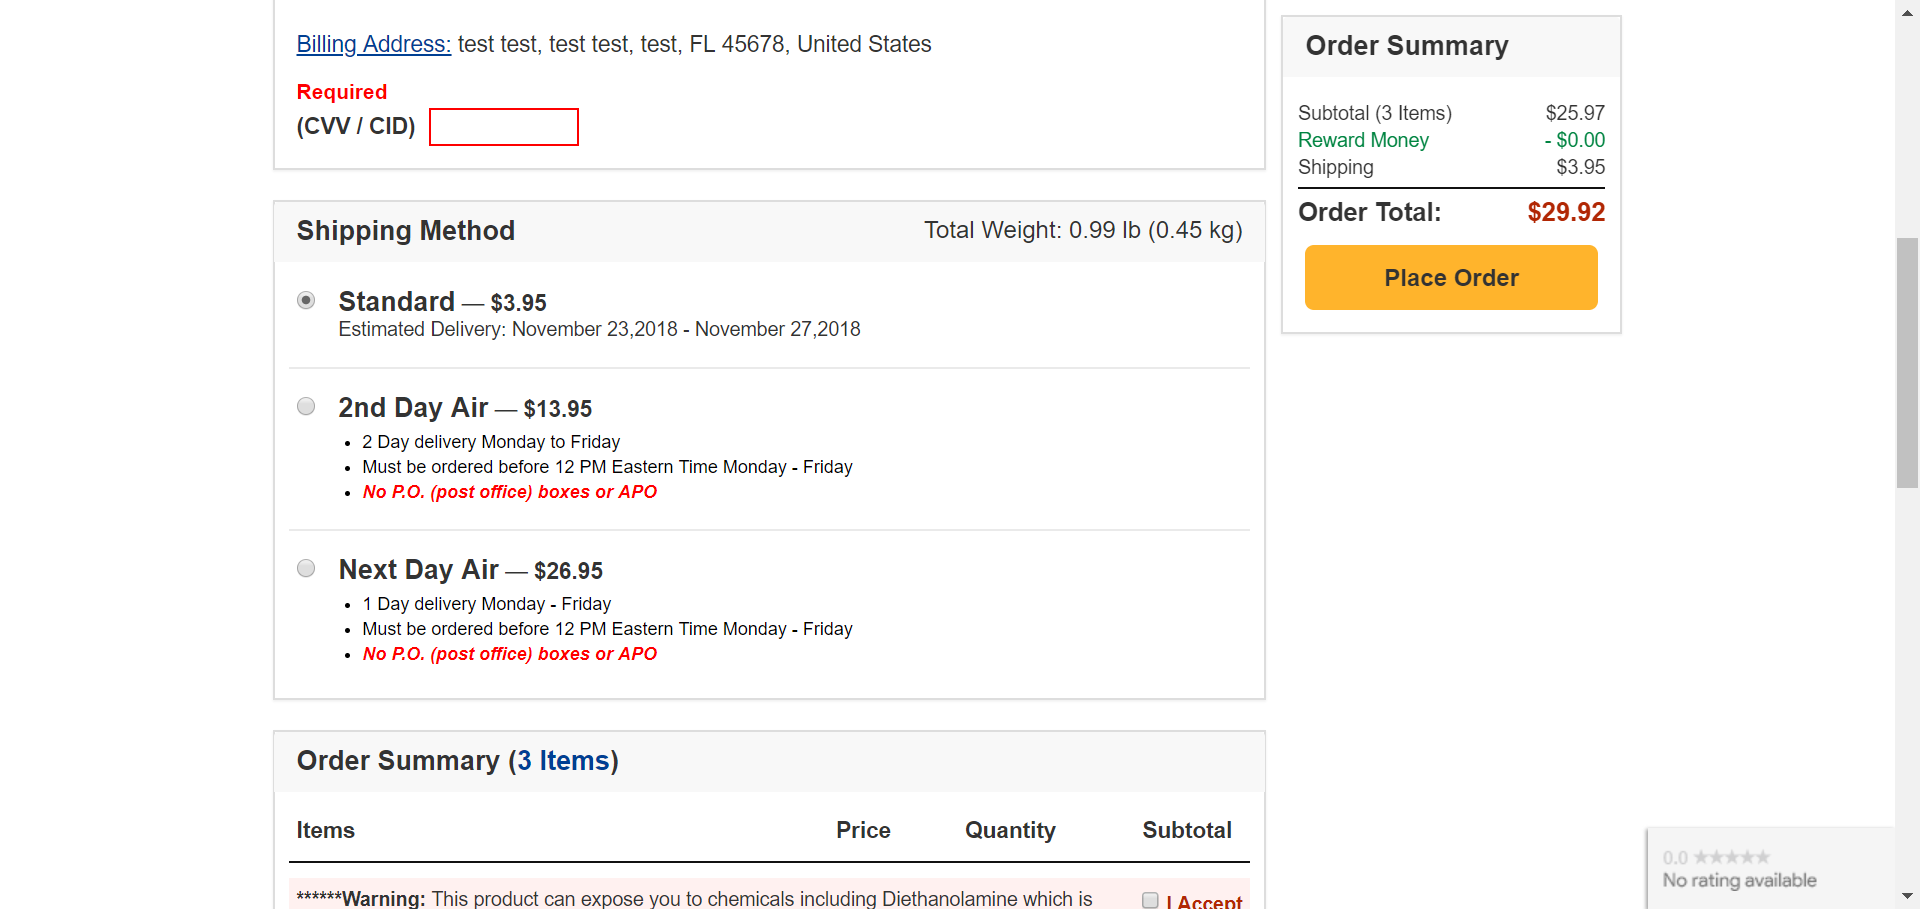 Billing Address: test test, test test, test, FL 45678, United States
Required
(CVV / CID)
Shipping Method
Total Weight: 0.99 lb (0.45 kg)
Standard — $3.95
Estimated Delivery: November 23,2018 - November 27,2018
2nd Day Air — $13.95
• 2 Day delivery Monday to Friday
• Must be ordered before 12 PM Eastern Time Monday - Friday
• No P.O. (post office) boxes or APO
Next Day Air — $26.95
• 1 Day delivery Monday - Friday
• Must be ordered before 12 PM Eastern Time Monday - Friday
• No P.O. (post office) boxes or APO
Order Summary (3 Items)
Items Price Quantity Subtotal
******Warning: This product can expose you to chemicals including Diethanolamine which is
I Accept
Order Summary
Subtotal (3 Items) $25.97
Reward Money - $0.00
Shipping $3.95
Order Total: $29.92
Place Order
0.0 ★★★★★
No rating available